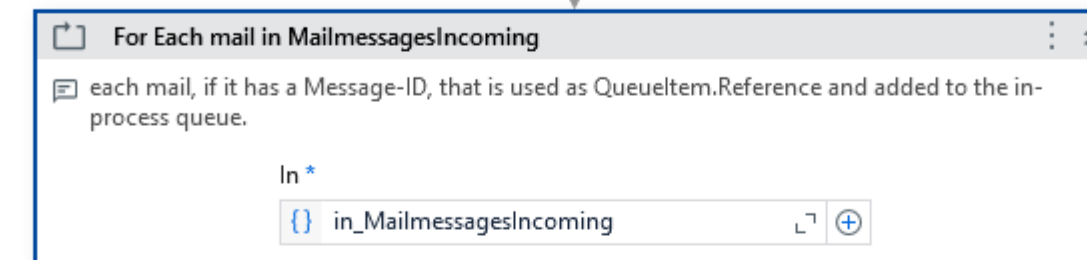 For Each mail in MailmessagesIncoming
each mail, if it has a Message-ID, that is used as QueueItem.Reference and added to the in-
process queue.
In *
{} in_MailmessagesIncoming